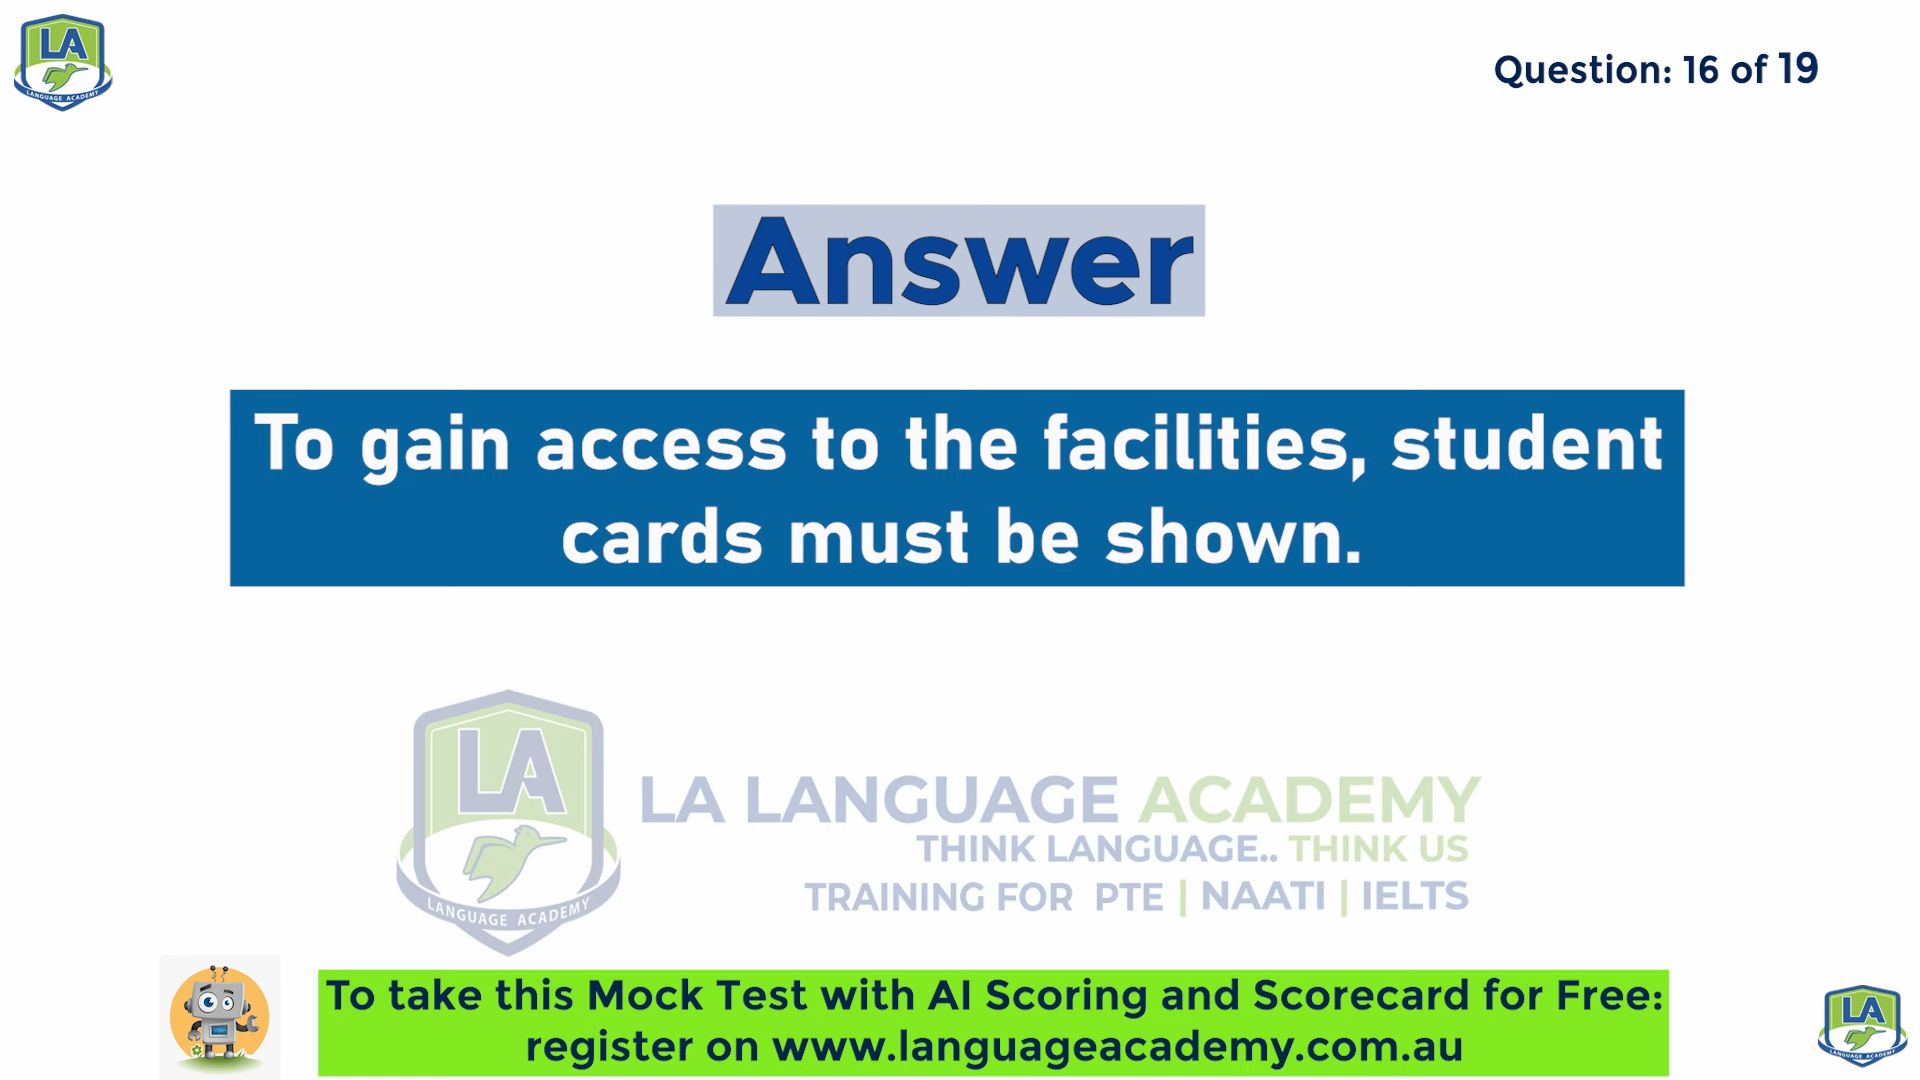 LA
LANGUAGE ACADEMY
Question: 16 of 19
Answer
To gain access to the facilities, student
cards must be shown.
LA
LANGUAGE ACADEMY
LA LANGUAGE ACADEMY
THINK LANGUAGE.. THINK US
TRAINING FOR PTE | NAATI | IELTS
To take this Mock Test with AI Scoring and Scorecard for Free:
register on www.languageacademy.com.au
LA
LANGUAGE ACADEMY